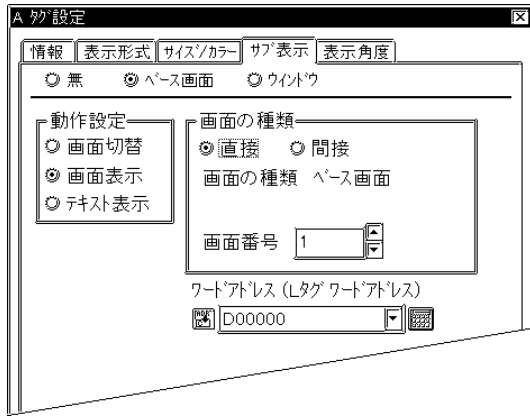 A ﾀｸﾞ設定
情報 表示形式 ｻｲｽﾞ/ｶﾗｰ ｻﾌﾞ表示 表示角度
無 ﾍﾞｰｽ画面 ｳｲﾝﾄﾞｳ
動作設定 画面の種類
画面切替 直接 間接
画面表示 画面の種類 ﾍﾞｰｽ画面
ﾃｷｽﾄ表示
画面番号 1
ﾜｰﾄﾞｱﾄﾞﾚｽ (Lﾀｸﾞ ﾜｰﾄﾞｱﾄﾞﾚｽ)
D00000